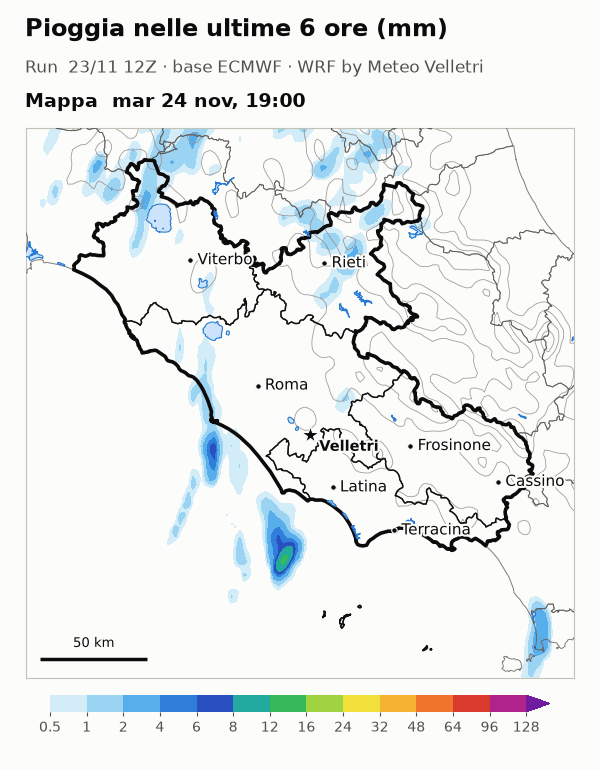 Pioggia nelle ultime 6 ore (mm)
Run  23/11 12Z · base ECMWF · WRF by Meteo Velletri
Mappa  mar 24 nov, 19:00
Viterbo
Rieti
Roma
Velletri
Frosinone
Cassino
Latina
Terracina
50 km
0.5 1 2 4 6 8 12 16 24 32 48 64 96 128